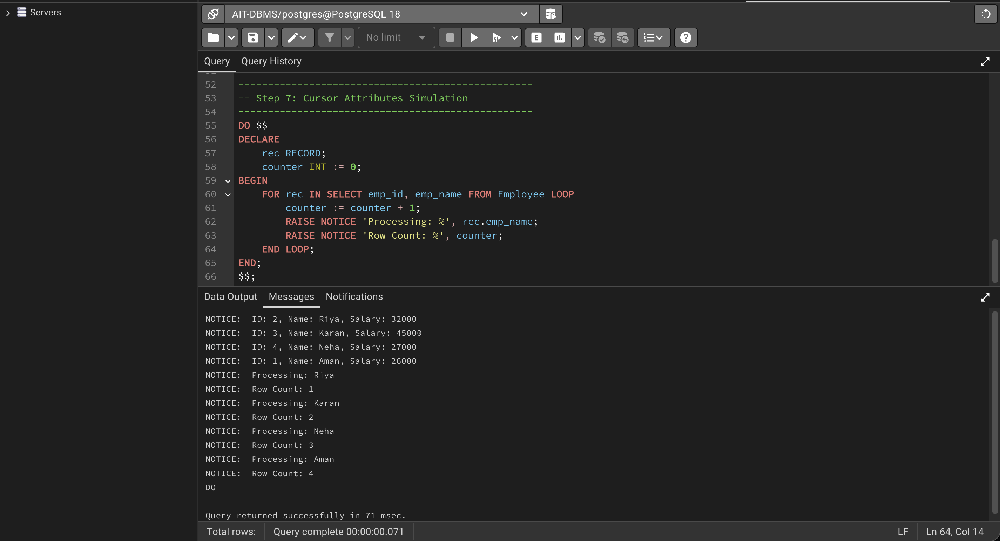 Servers
AIT-DBMS/postgres@PostgreSQL 18
No limit
E
Query Query History
52 --------------------------------------------------
53 -- Step 7: Cursor Attributes Simulation
54 --------------------------------------------------
55 DO $$
56 DECLARE
57     rec RECORD;
58     counter INT := 0;
59 BEGIN
60     FOR rec IN SELECT emp_id, emp_name FROM Employee LOOP
61         counter := counter + 1;
62         RAISE NOTICE 'Processing: %', rec.emp_name;
63         RAISE NOTICE 'Row Count: %', counter;
64     END LOOP;
65 END;
66 $$;
Data Output Messages Notifications
NOTICE:  ID: 2, Name: Riya, Salary: 32000
NOTICE:  ID: 3, Name: Karan, Salary: 45000
NOTICE:  ID: 4, Name: Neha, Salary: 27000
NOTICE:  ID: 1, Name: Aman, Salary: 26000
NOTICE:  Processing: Riya
NOTICE:  Row Count: 1
NOTICE:  Processing: Karan
NOTICE:  Row Count: 2
NOTICE:  Processing: Neha
NOTICE:  Row Count: 3
NOTICE:  Processing: Aman
NOTICE:  Row Count: 4
DO
Query returned successfully in 71 msec.
Total rows: Query complete 00:00:00.071 LF Ln 64, Col 14